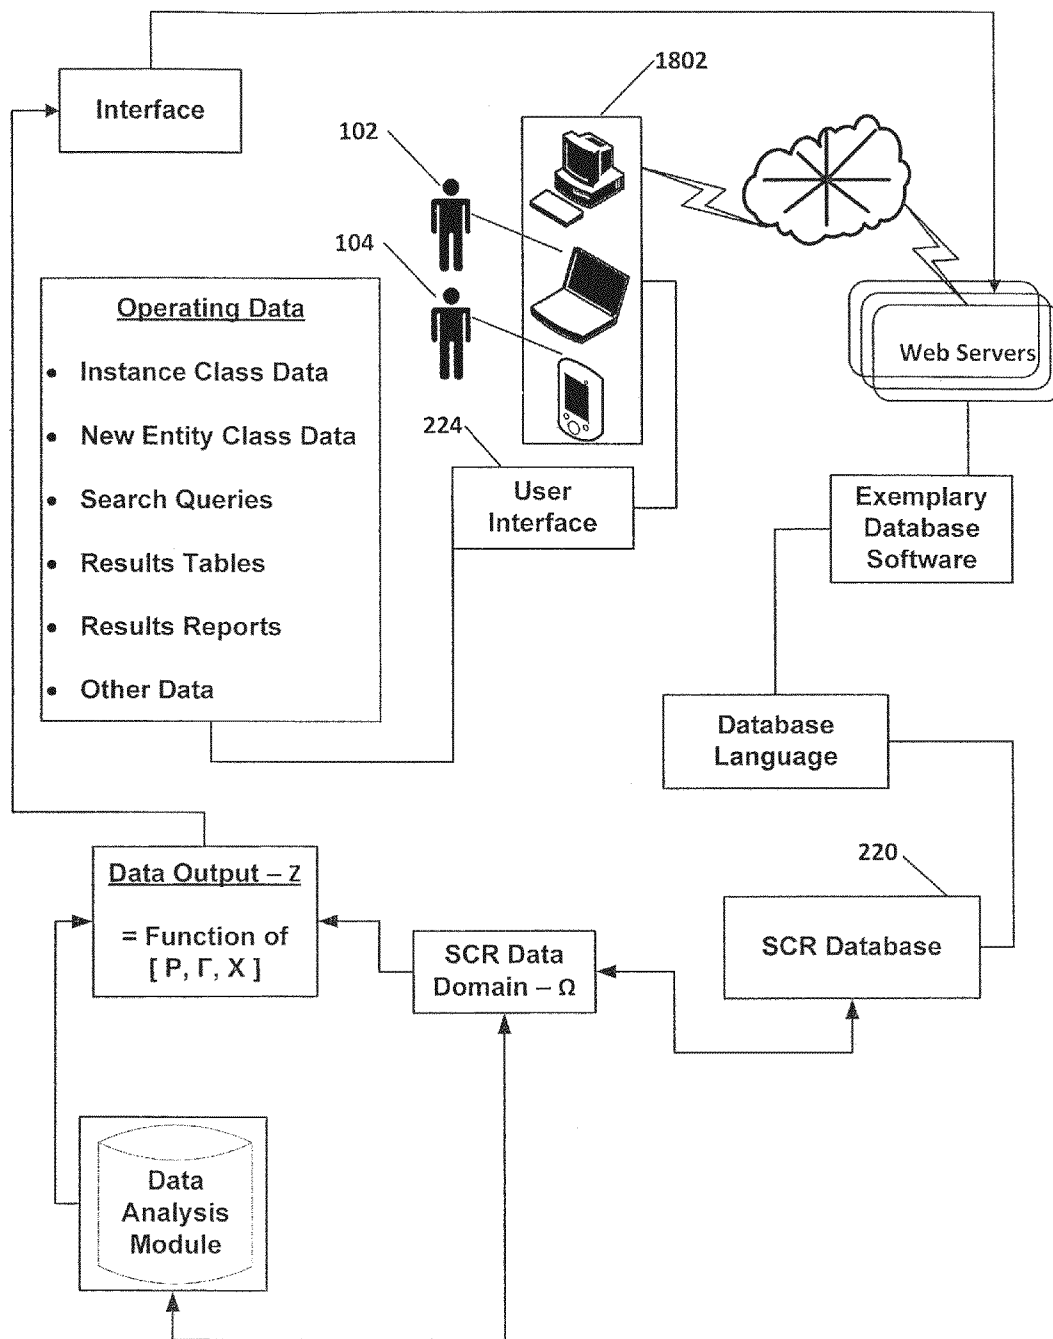 Interface
1802
102
104
Operating Data
• Instance Class Data
• New Entity Class Data
• Search Queries
• Results Tables
• Results Reports
• Other Data
224
User
Interface
Web Servers
Exemplary
Database
Software
Database
Language
Data Output – Z
= Function of
[ P, Γ, X ]
220
SCR Data
Domain – Ω
SCR Database
Data
Analysis
Module